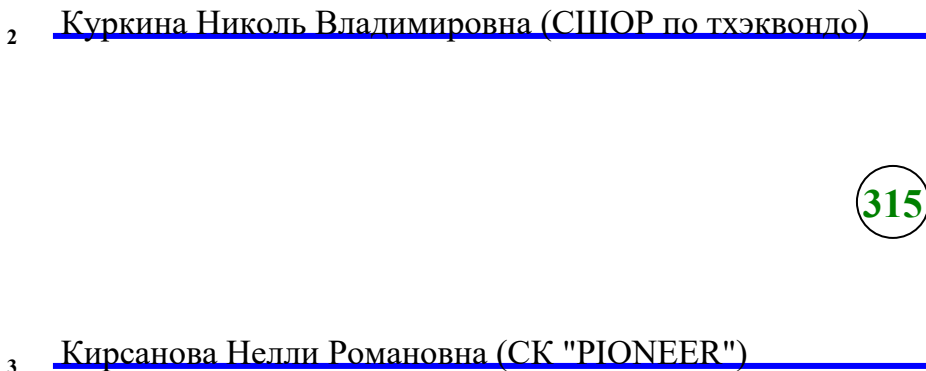 2 Куркина Николь Владимировна (СШОР по тхэквондо)
315
3 Кирсанова Нелли Романовна (СК "PIONEER")